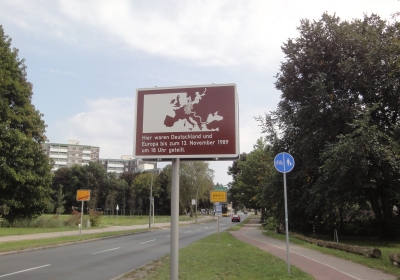 Hier waren Deutschland und
Europa bis zum 13. November 1989
um 18 Uhr geteilt.